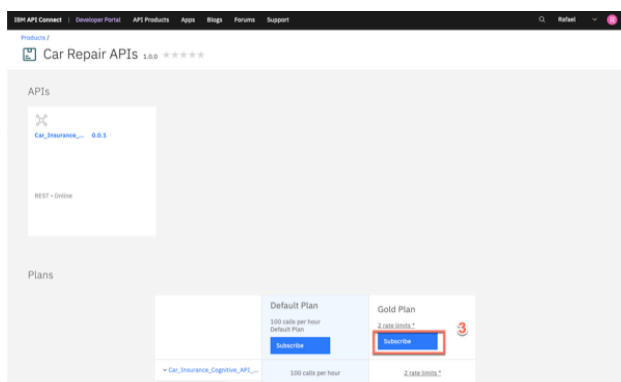 IBM API Connect | Developer Portal API Products Apps Blogs Forums Support Rafael R
Products /
Car Repair APIs 1.0.0
APIs
Car_Insurance_... 0.0.1
REST • Online
Plans
Default Plan
100 calls per hour
Default Plan
Subscribe
Gold Plan
2 rate limits *
Subscribe
3
Car_Insurance_Cognitive_API_... 100 calls per hour 2 rate limits *